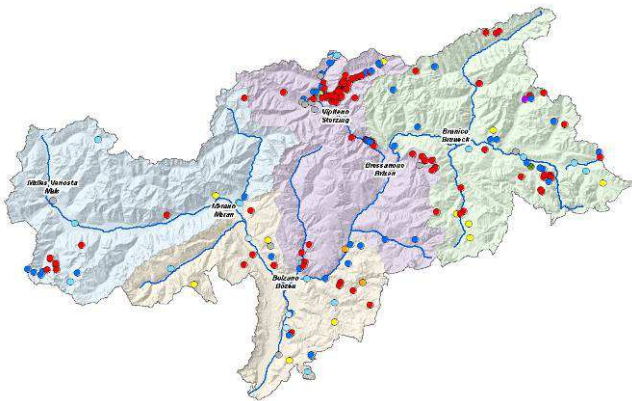 Vipiteno
Sterzing
Brunico
Bruneck
Bressanone
Brixen
Malles Venosta
Mals
Merano
Meran
Bolzano
Bozen